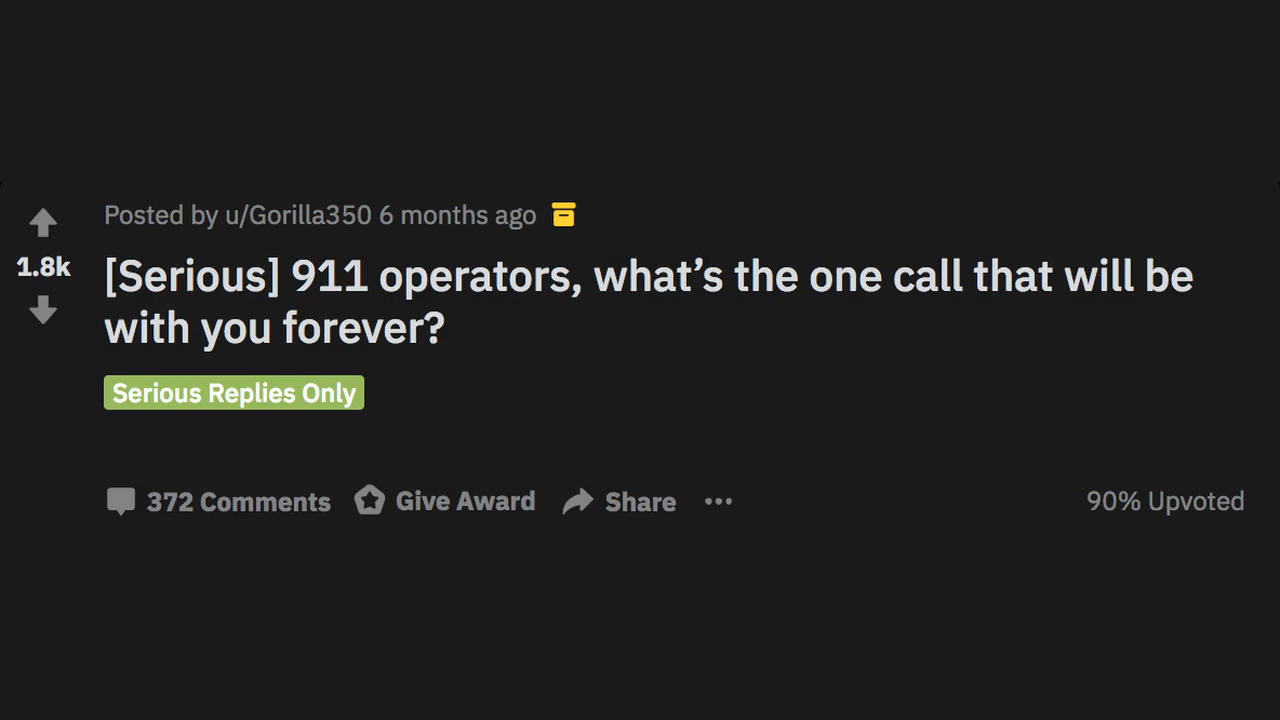 Posted by u/Gorilla350 6 months ago
1.8k
[Serious] 911 operators, what’s the one call that will be
with you forever?
Serious Replies Only
372 Comments Give Award Share ••• 90% Upvoted